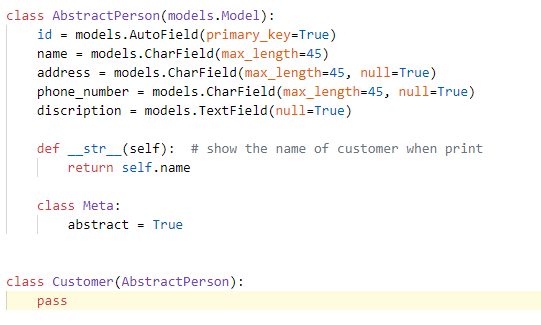 class AbstractPerson(models.Model):
    id = models.AutoField(primary_key=True)
    name = models.CharField(max_length=45)
    address = models.CharField(max_length=45, null=True)
    phone_number = models.CharField(max_length=45, null=True)
    discription = models.TextField(null=True)

    def __str__(self):  # show the name of customer when print
        return self.name

    class Meta:
        abstract = True


class Customer(AbstractPerson):
    pass